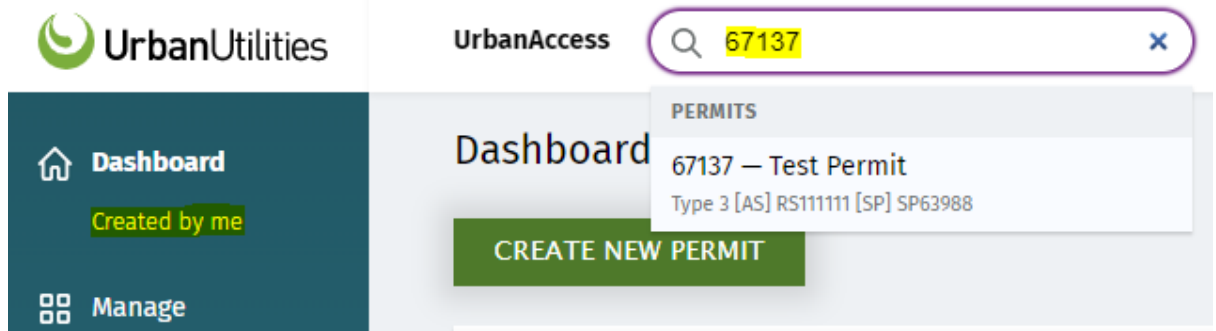 UrbanUtilities
UrbanAccess
67137
PERMITS
67137 — Test Permit
Type 3 [AS] RS111111 [SP] SP63988
Dashboard
Created by me
Manage
Dashboard
CREATE NEW PERMIT